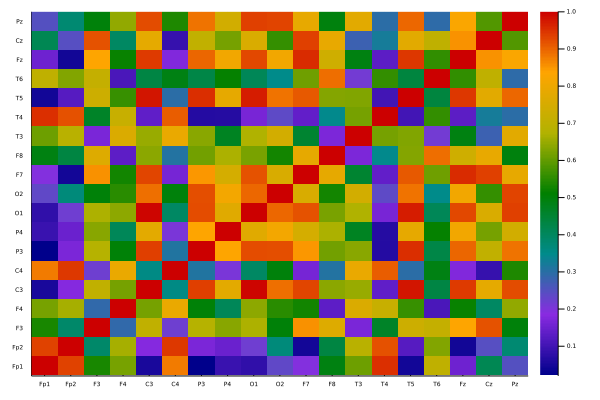 Pz
Cz
Fz
T6
T5
T4
T3
F8
F7
O2
O1
P4
P3
C4
C3
F4
F3
Fp2
Fp1
Fp1 Fp2 F3 F4 C3 C4 P3 P4 O1 O2 F7 F8 T3 T4 T5 T6 Fz Cz Pz
1.0
0.9
0.8
0.7
0.6
0.5
0.4
0.3
0.2
0.1